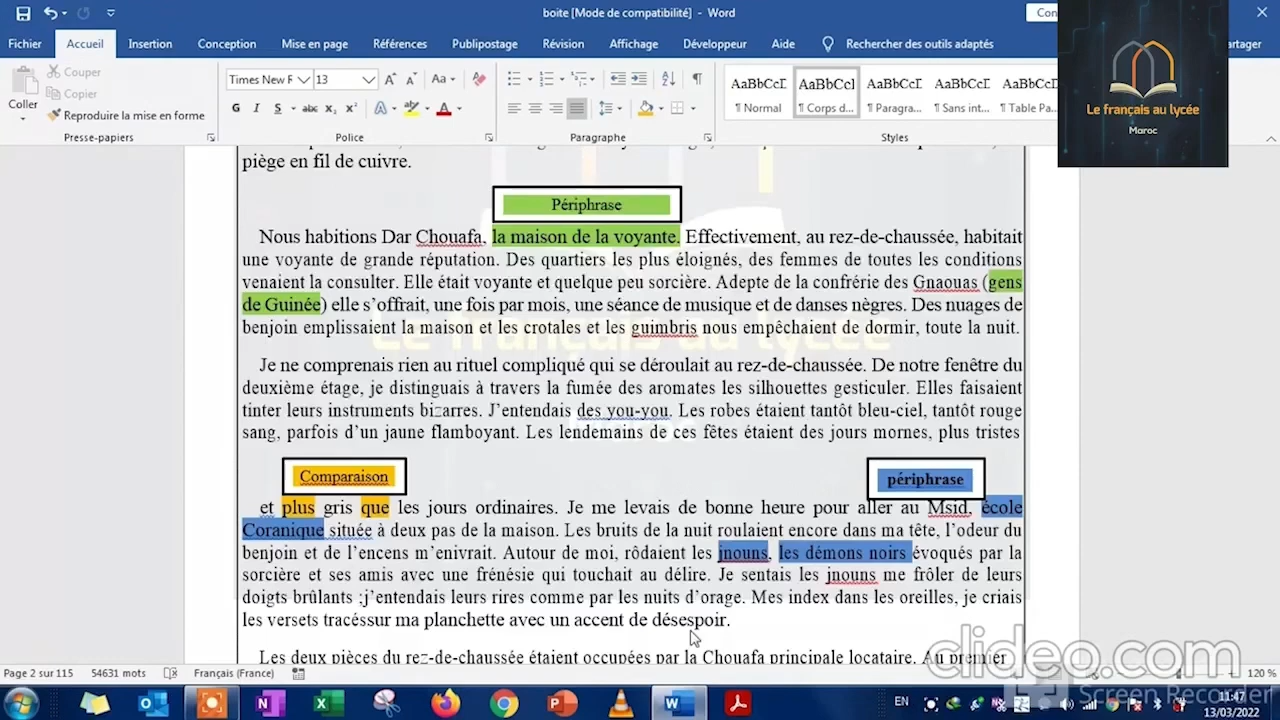 boite [Mode de compatibilité] - Word
Fichier Accueil Insertion Conception Mise en page Références Publipostage Révision Affichage Développeur Aide Rechercher des outils adaptés
Couper
Copier
Reproduire la mise en forme
Coller
Presse-papiers
13
G I S abc
Police
Paragraphe
AaBbCcI AaBbCcl AaBbCcI AaBbCcI AaBbCcI
¶ Normal ¶ Corps d... ¶ Paragra... ¶ Sans int... ¶ Table Pa...
Styles
Le français au lycée
Maroc
piège en fil de cuivre.
Périphrase
Nous habitions Dar Chouafa, la maison de la voyante. Effectivement, au rez-de-chaussée, habitait
une voyante de grande réputation. Des quartiers les plus éloignés, des femmes de toutes les conditions
venaient la consulter. Elle était voyante et quelque peu sorcière. Adepte de la confrérie des Gnaouas (gens
de Guinée) elle s’offrait, une fois par mois, une séance de musique et de danses nègres. Des nuages de
benjoin emplissaient la maison et les crotales et les guimbris nous empêchaient de dormir, toute la nuit.
Je ne comprenais rien au rituel compliqué qui se déroulait au rez-de-chaussée. De notre fenêtre du
deuxième étage, je distinguais à travers la fumée des aromates les silhouettes gesticuler. Elles faisaient
tinter leurs instruments bizarres. J’entendais des you-you. Les robes étaient tantôt bleu-ciel, tantôt rouge
sang, parfois d’un jaune flamboyant. Les lendemains de ces fêtes étaient des jours mornes, plus tristes
Comparaison périphrase
et plus gris que les jours ordinaires. Je me levais de bonne heure pour aller au Msid, école
Coranique située à deux pas de la maison. Les bruits de la nuit roulaient encore dans ma tête, l’odeur du
benjoin et de l’encens m’enivrait. Autour de moi, rôdaient les jnouns, les démons noirs évoqués par la
sorcière et ses amis avec une frénésie qui touchait au délire. Je sentais les jnouns me frôler de leurs
doigts brûlants :j’entendais leurs rires comme par les nuits d’orage. Mes index dans les oreilles, je criais
les versets tracéssur ma planchette avec un accent de désespoir.
Les deux pièces du rez-de-chaussée étaient occupées par la Chouafa principale locataire. Au premier
clideo.com
Page 2 sur 115 54631 mots Français (France) 120 %
Screen Recorder
EN 11:47
13/03/2022